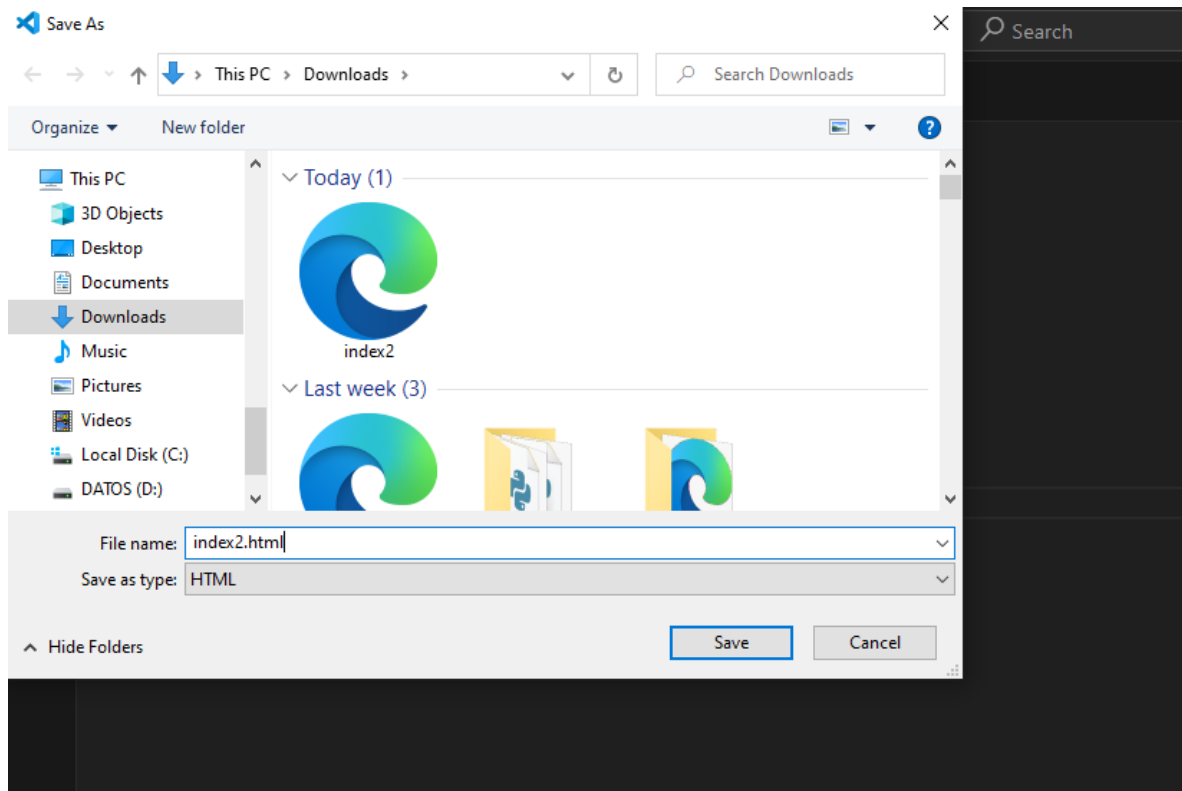 Save As
Search
This PC > Downloads >
Search Downloads
Organize
New folder
This PC
3D Objects
Desktop
Documents
Downloads
Music
Pictures
Videos
Local Disk (C:)
DATOS (D:)
Today (1)
index2
Last week (3)
File name: index2.html
Save as type: HTML
Hide Folders
Save
Cancel